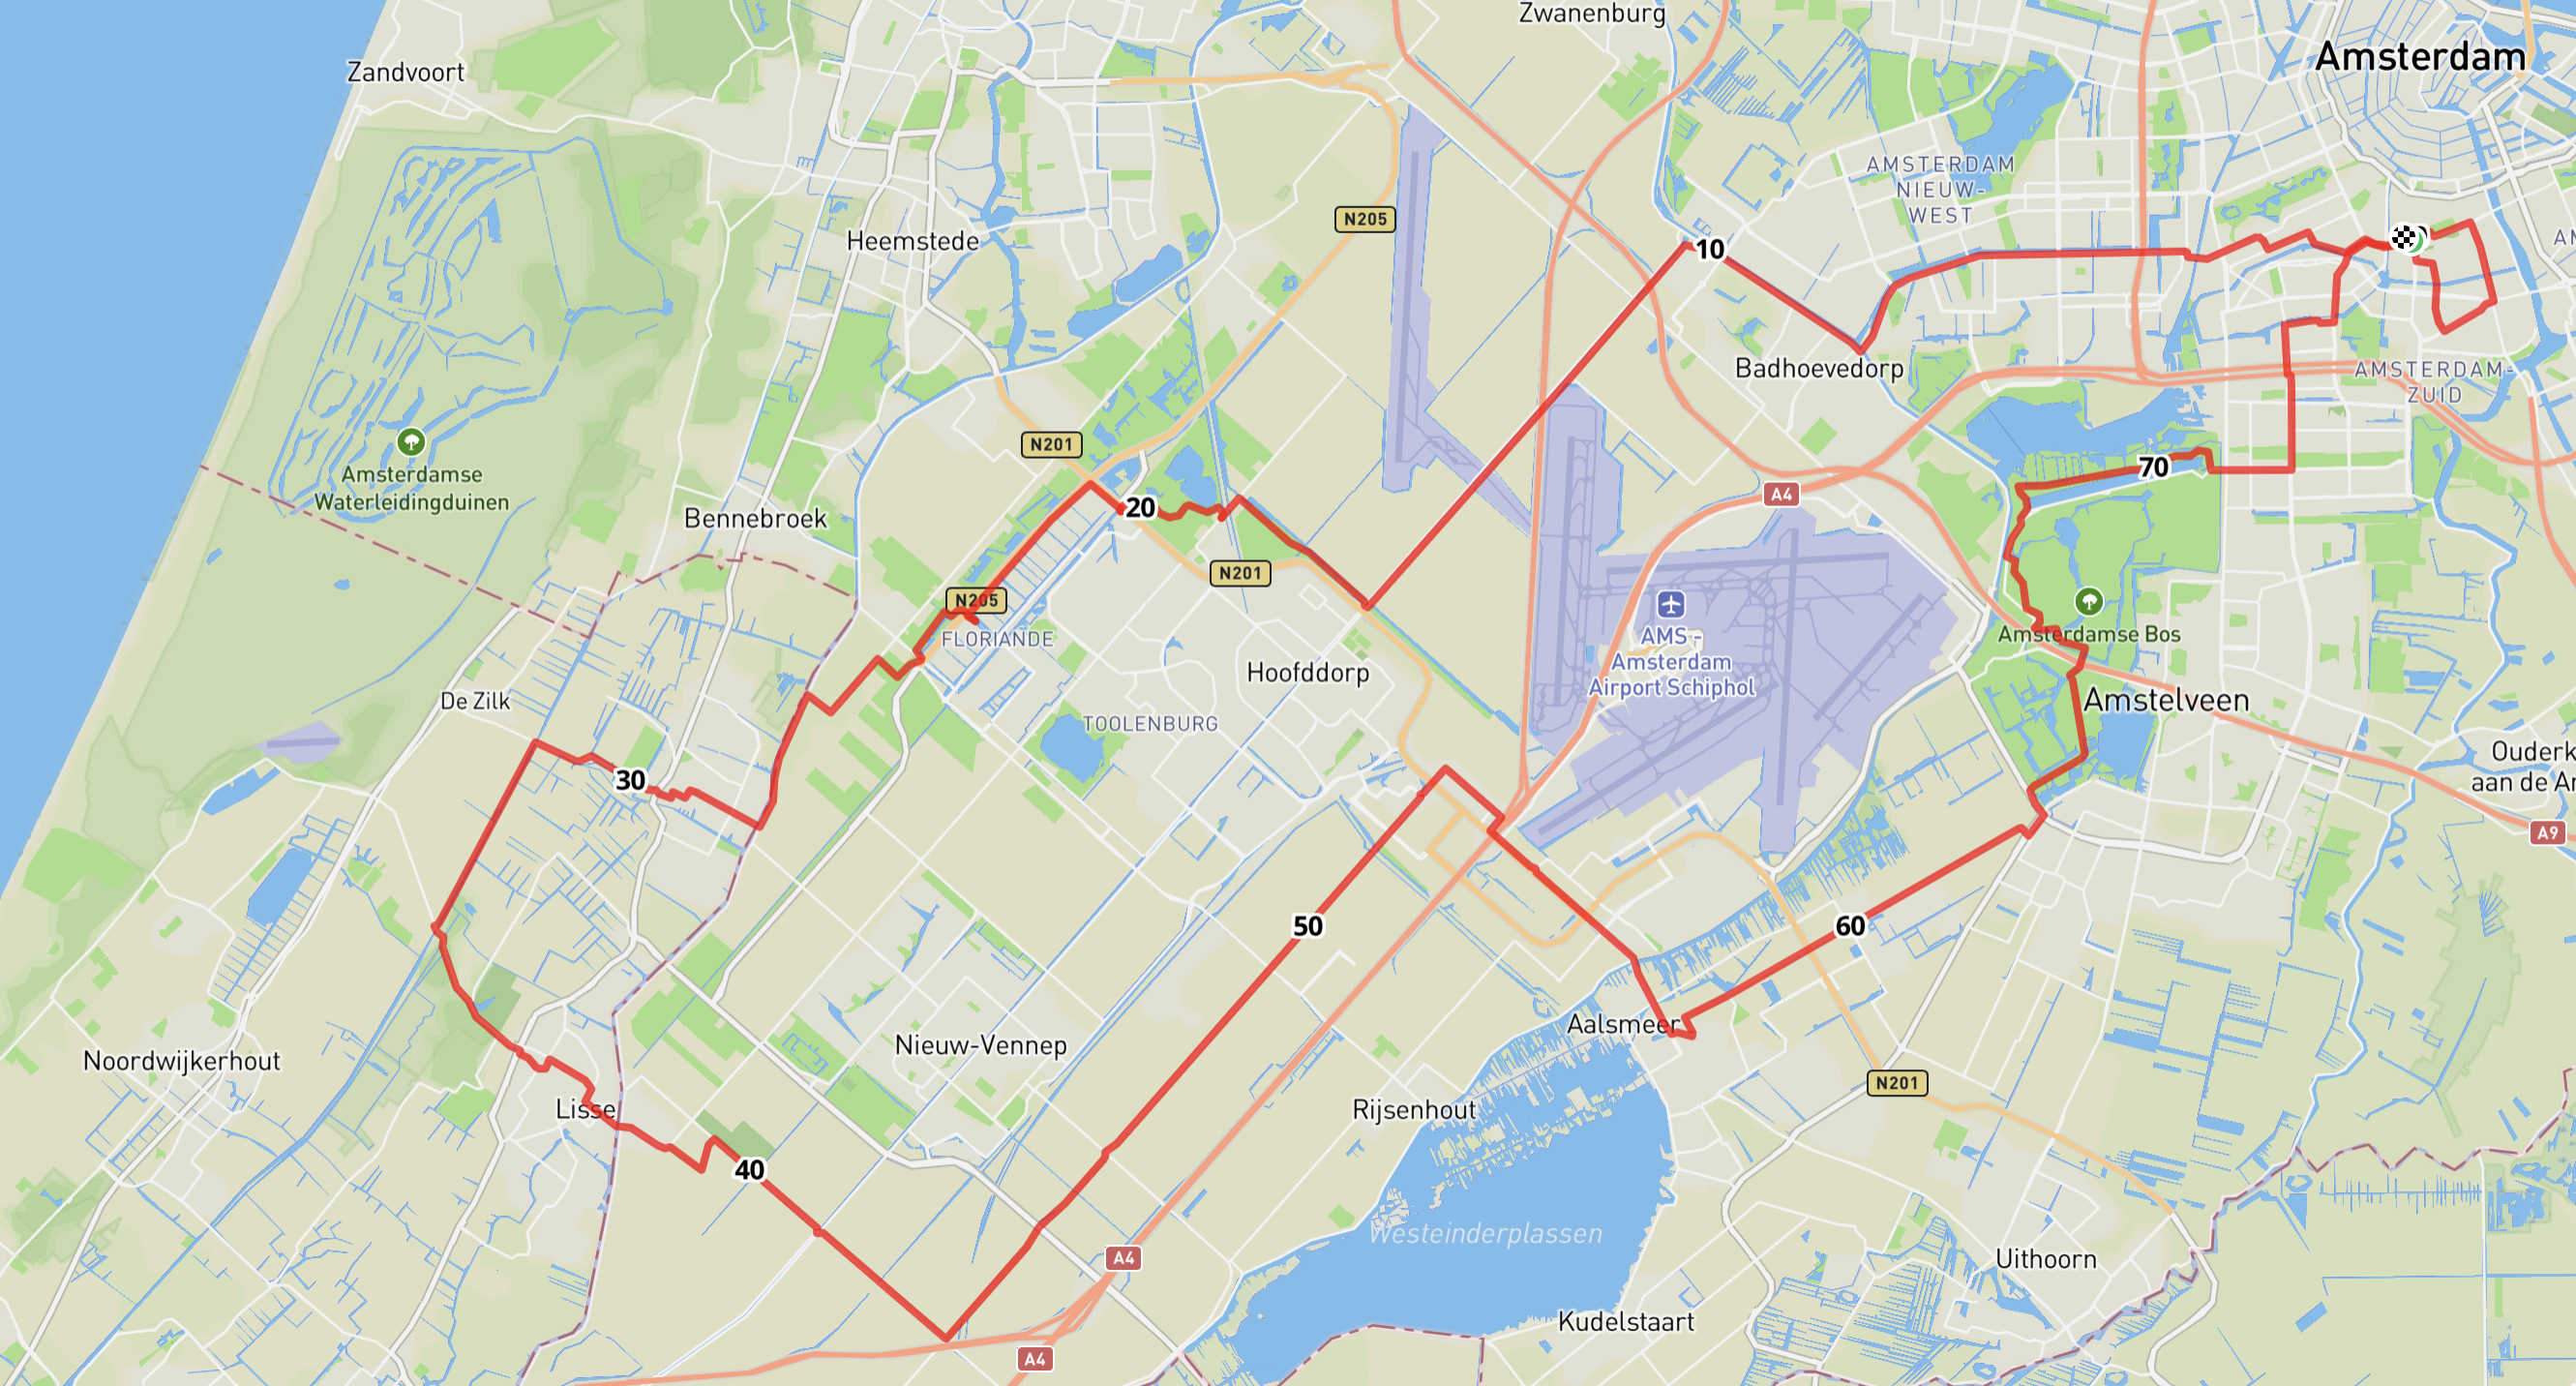 Zwanenburg
Amsterdam
Zandvoort
AMSTERDAM
NIEUW-
WEST
N205
Heemstede
10
Badhoevedorp
AMSTERDAM-
ZUID
N201
Amsterdamse
Waterleidingduinen
70
A4
20
Bennebroek
N201
N205
AMS -
Amsterdam
Airport Schiphol
Amsterdamse Bos
FLORIANDE
Hoofddorp
De Zilk
TOOLENBURG
Amstelveen
Ouderk
aan de Am
30
A9
50
60
Aalsmeer
Nieuw-Vennep
Noordwijkerhout
N201
Lisse
Rijsenhout
40
Westeinderplassen
A4
Uithoorn
Kudelstaart
A4